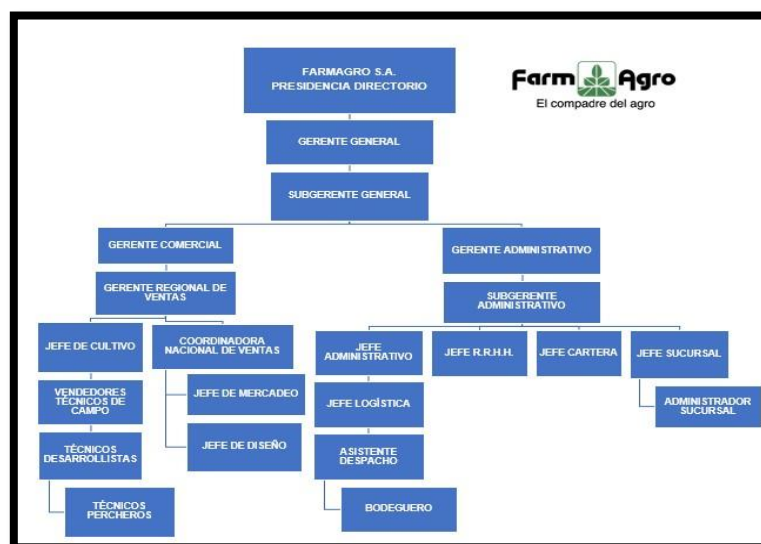 FARMAGRO S.A.
PRESIDENCIA DIRECTORIO
Farm Agro
El compadre del agro
GERENTE GENERAL
SUBGERENTE GENERAL
GERENTE COMERCIAL
GERENTE ADMINISTRATIVO
GERENTE REGIONAL DE
VENTAS
SUBGERENTE
ADMINISTRATIVO
JEFE DE CULTIVO
COORDINADORA
NACIONAL DE VENTAS
JEFE
ADMINISTRATIVO
JEFE R.R.H.H.
JEFE CARTERA
JEFE SUCURSAL
VENDEDORES
TÉCNICOS DE
CAMPO
JEFE DE MERCADEO
JEFE LOGÍSTICA
ADMINISTRADOR
SUCURSAL
TÉCNICOS
DESARROLLISTAS
JEFE DE DISEÑO
ASISTENTE
DESPACHO
TÉCNICOS
PERCHEROS
BODEGUERO